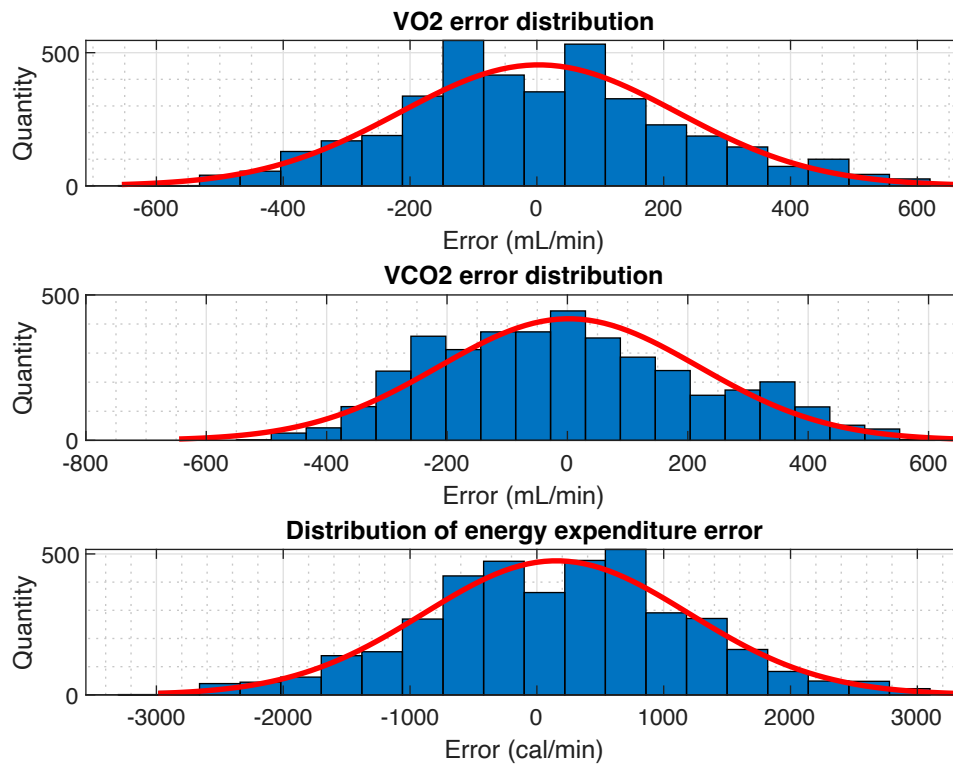 VO2 error distribution
500
0
Quantity
-600 -400 -200 0 200 400 600
Error (mL/min)
VCO2 error distribution
500
0
Quantity
-800 -600 -400 -200 0 200 400 600
Error (mL/min)
Distribution of energy expenditure error
500
0
Quantity
-3000 -2000 -1000 0 1000 2000 3000
Error (cal/min)